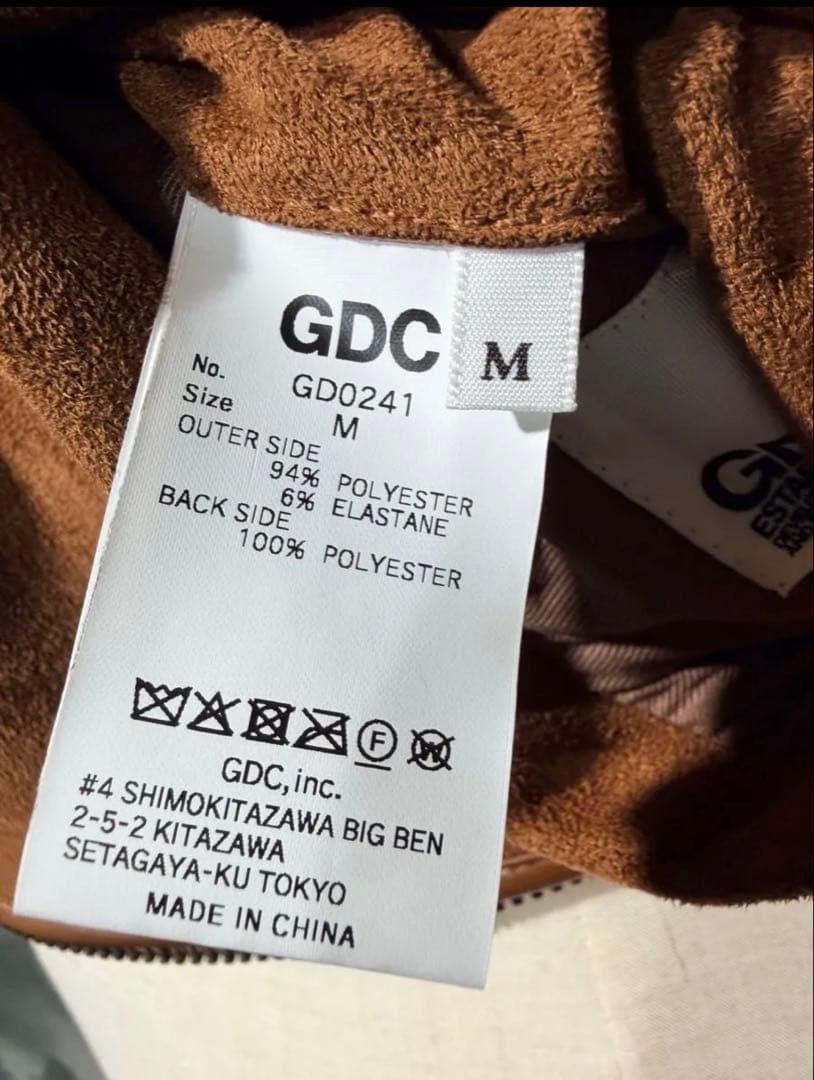 GDC
M
No. GD0241
Size M
OUTER SIDE
94% POLYESTER
6% ELASTANE
BACK SIDE
100% POLYESTER
F W
GDC,inc.
#4 SHIMOKITAZAWA BIG BEN
2-5-2 KITAZAWA
SETAGAYA-KU TOKYO
MADE IN CHINA